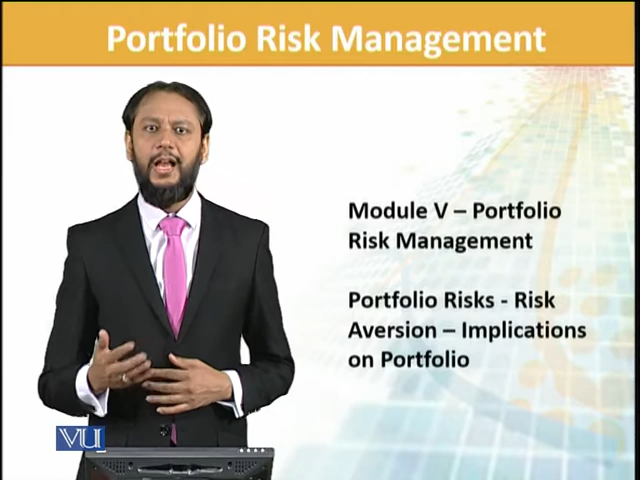 Portfolio Risk Management
Module V – Portfolio
Risk Management
Portfolio Risks - Risk
Aversion – Implications
on Portfolio
VU